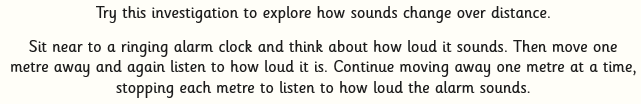 Try this investigation to explore how sounds change over distance.
Sit near to a ringing alarm clock and think about how loud it sounds. Then move one
metre away and again listen to how loud it is. Continue moving away one metre at a time,
stopping each metre to listen to how loud the alarm sounds.